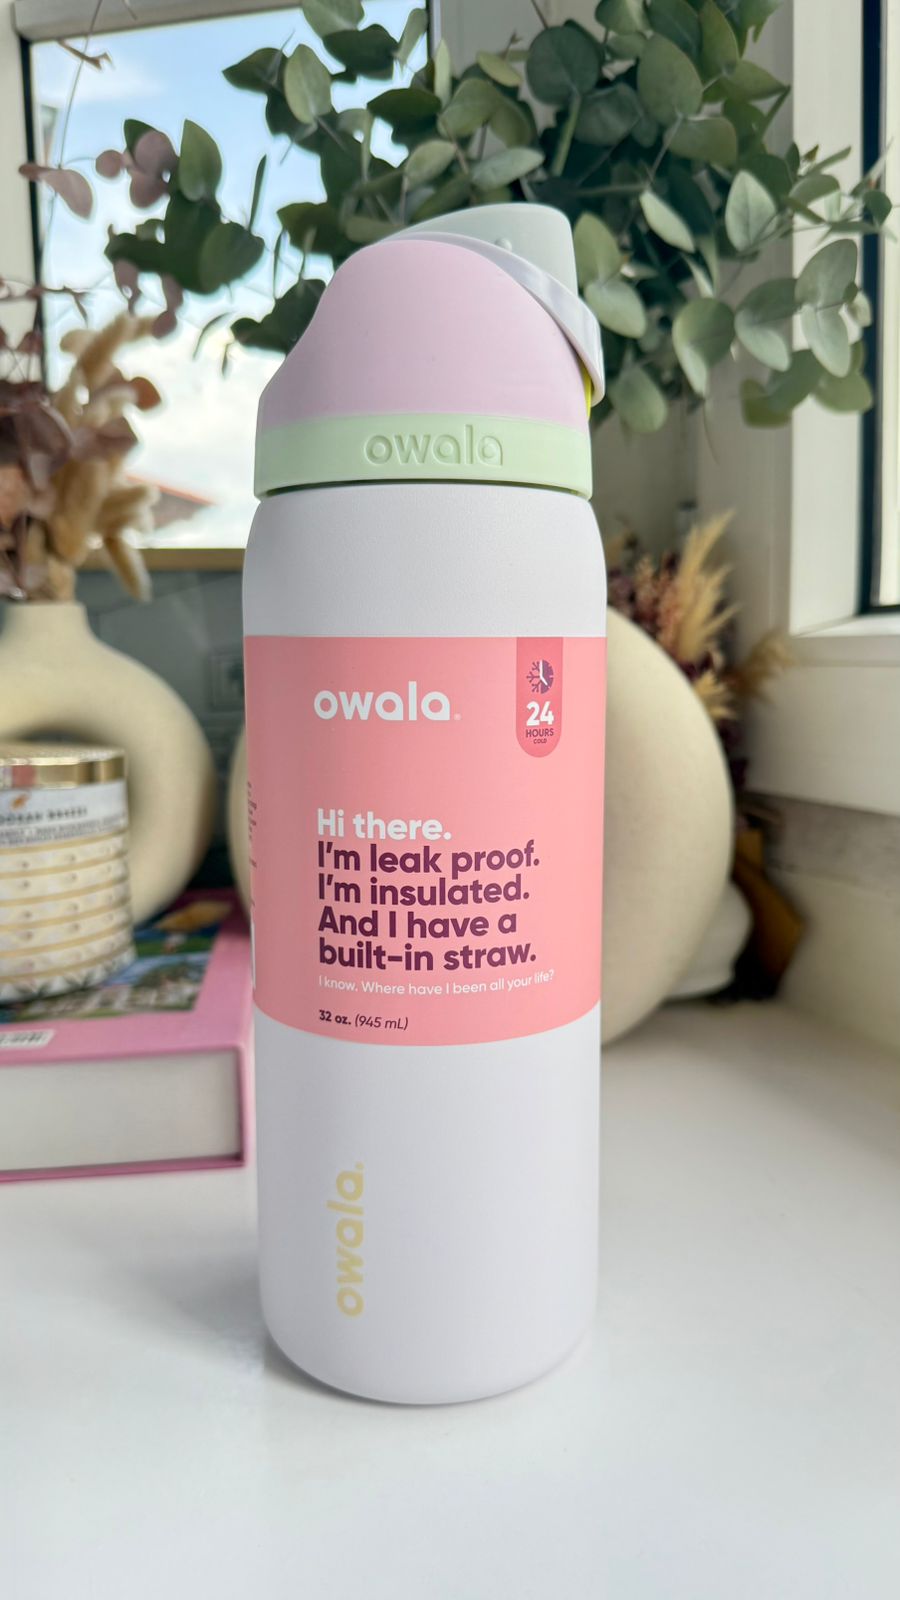 owala
owala®
24
HOURS
COLD
Hi there.
I'm leak proof.
I'm insulated.
And I have a
built-in straw.
I know. Where have I been all your life?
32 oz. (945 mL)
owala.